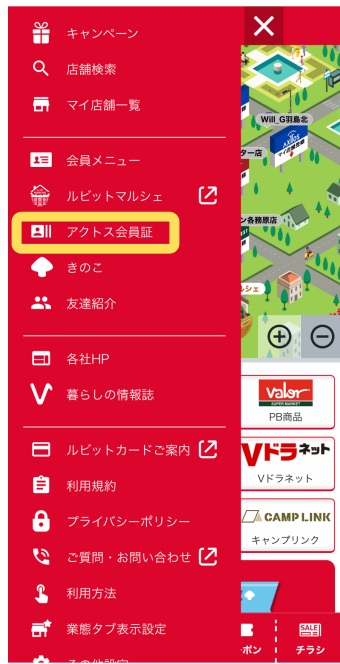 キャンペーン
店舗検索
マイ店舗一覧
会員メニュー
ルビットマルシェ
アクトス会員証
きのこ
友達紹介
各社HP
暮らしの情報誌
ルビットカードご案内
利用規約
プライバシーポリシー
ご質問・お問い合わせ
利用方法
業態タブ表示設定
Will_G羽島北
AXTOS
マイ店舗登録
ター店
ン各務原店
ルシェ
Valor
SUPER MARKET
PB商品
Vドラネット
Vドラネット
CAMP LINK
キャンプリンク
ーポン
SALE
チラシ